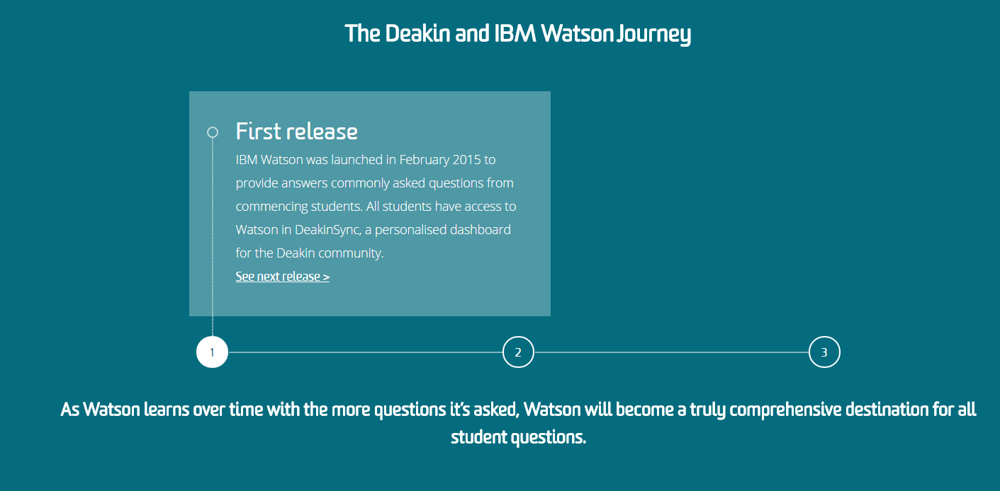 The Deakin and IBM Watson Journey
First release
IBM Watson was launched in February 2015 to
provide answers commonly asked questions from
commencing students. All students have access to
Watson in DeakinSync, a personalised dashboard
for the Deakin community.
See next release >
1
2
3
As Watson learns over time with the more questions it's asked, Watson will become a truly comprehensive destination for all
student questions.